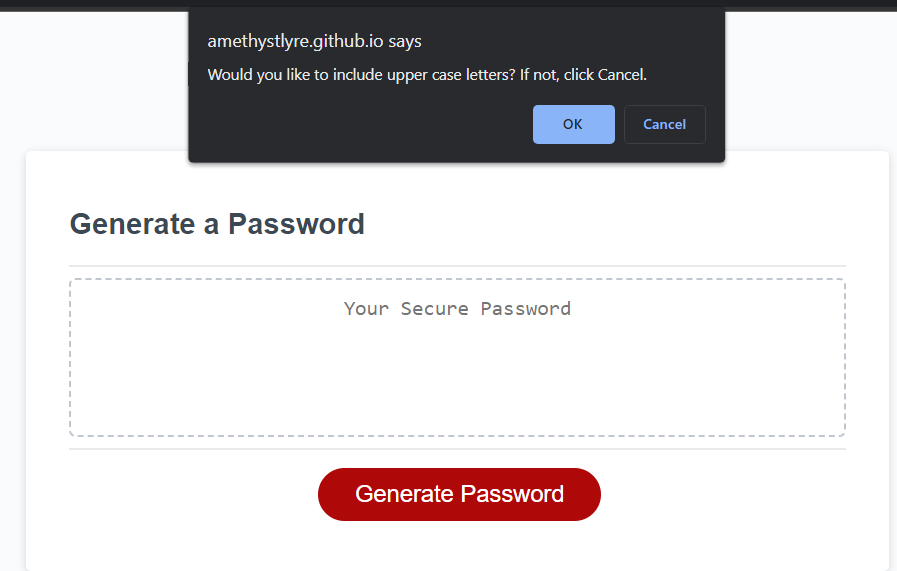 amethystlyre.github.io says
Would you like to include upper case letters? If not, click Cancel.
OK Cancel
Generate a Password
Your Secure Password
Generate Password